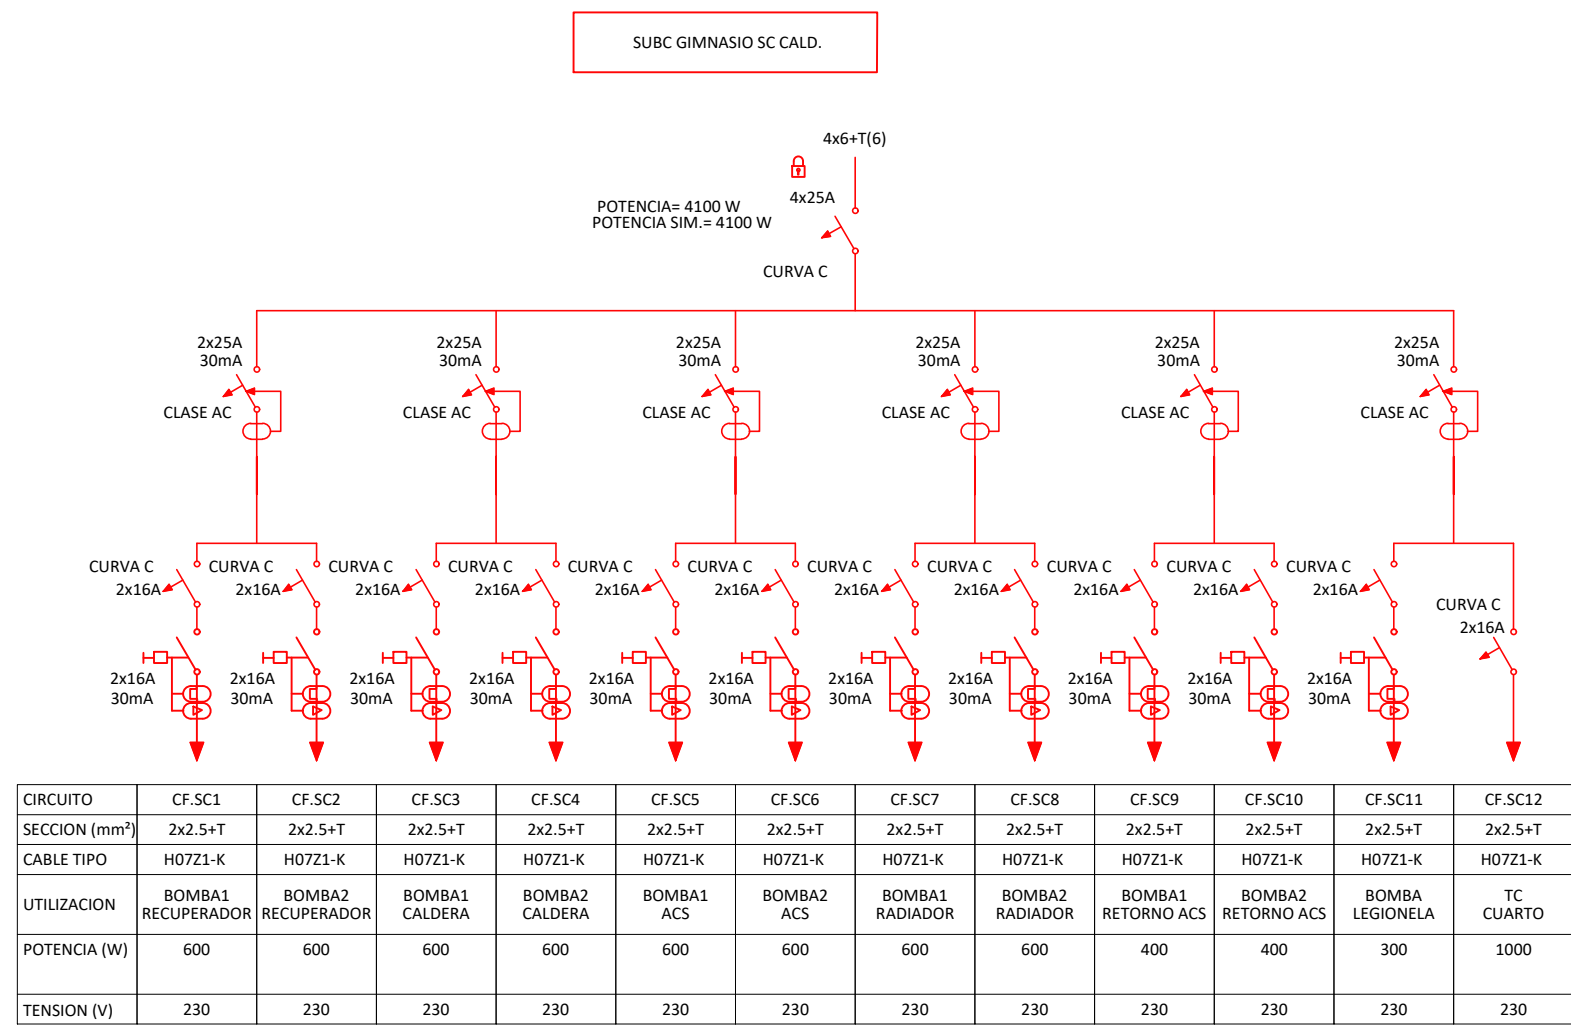 SUBC GIMNASIO SC CALD.
4x6+T(6)
4x25A
POTENCIA= 4100 W
POTENCIA SIM.= 4100 W
CURVA C
2x25A 2x25A 2x25A 2x25A 2x25A 2x25A
30mA 30mA 30mA 30mA 30mA 30mA
CLASE AC CLASE AC CLASE AC CLASE AC CLASE AC CLASE AC
CURVA C CURVA C CURVA C CURVA C CURVA C CURVA C CURVA C CURVA C CURVA C CURVA C CURVA C
2x16A 2x16A 2x16A 2x16A 2x16A 2x16A 2x16A 2x16A 2x16A 2x16A 2x16A
CURVA C
2x16A
2x16A 2x16A 2x16A 2x16A 2x16A 2x16A 2x16A 2x16A 2x16A 2x16A 2x16A
30mA 30mA 30mA 30mA 30mA 30mA 30mA 30mA 30mA 30mA 30mA
CIRCUITO CF.SC1 CF.SC2 CF.SC3 CF.SC4 CF.SC5 CF.SC6 CF.SC7 CF.SC8 CF.SC9 CF.SC10 CF.SC11 CF.SC12
SECCION (mm²) 2x2.5+T 2x2.5+T 2x2.5+T 2x2.5+T 2x2.5+T 2x2.5+T 2x2.5+T 2x2.5+T 2x2.5+T 2x2.5+T 2x2.5+T 2x2.5+T
CABLE TIPO H07Z1-K H07Z1-K H07Z1-K H07Z1-K H07Z1-K H07Z1-K H07Z1-K H07Z1-K H07Z1-K H07Z1-K H07Z1-K H07Z1-K
UTILIZACION BOMBA1 BOMBA2 BOMBA1 BOMBA2 BOMBA1 BOMBA2 BOMBA1 BOMBA2 BOMBA1 BOMBA2 BOMBA TC
RECUPERADOR RECUPERADOR CALDERA CALDERA ACS ACS RADIADOR RADIADOR RETORNO ACS RETORNO ACS LEGIONELA CUARTO
POTENCIA (W) 600 600 600 600 600 600 600 600 400 400 300 1000
TENSION (V) 230 230 230 230 230 230 230 230 230 230 230 230